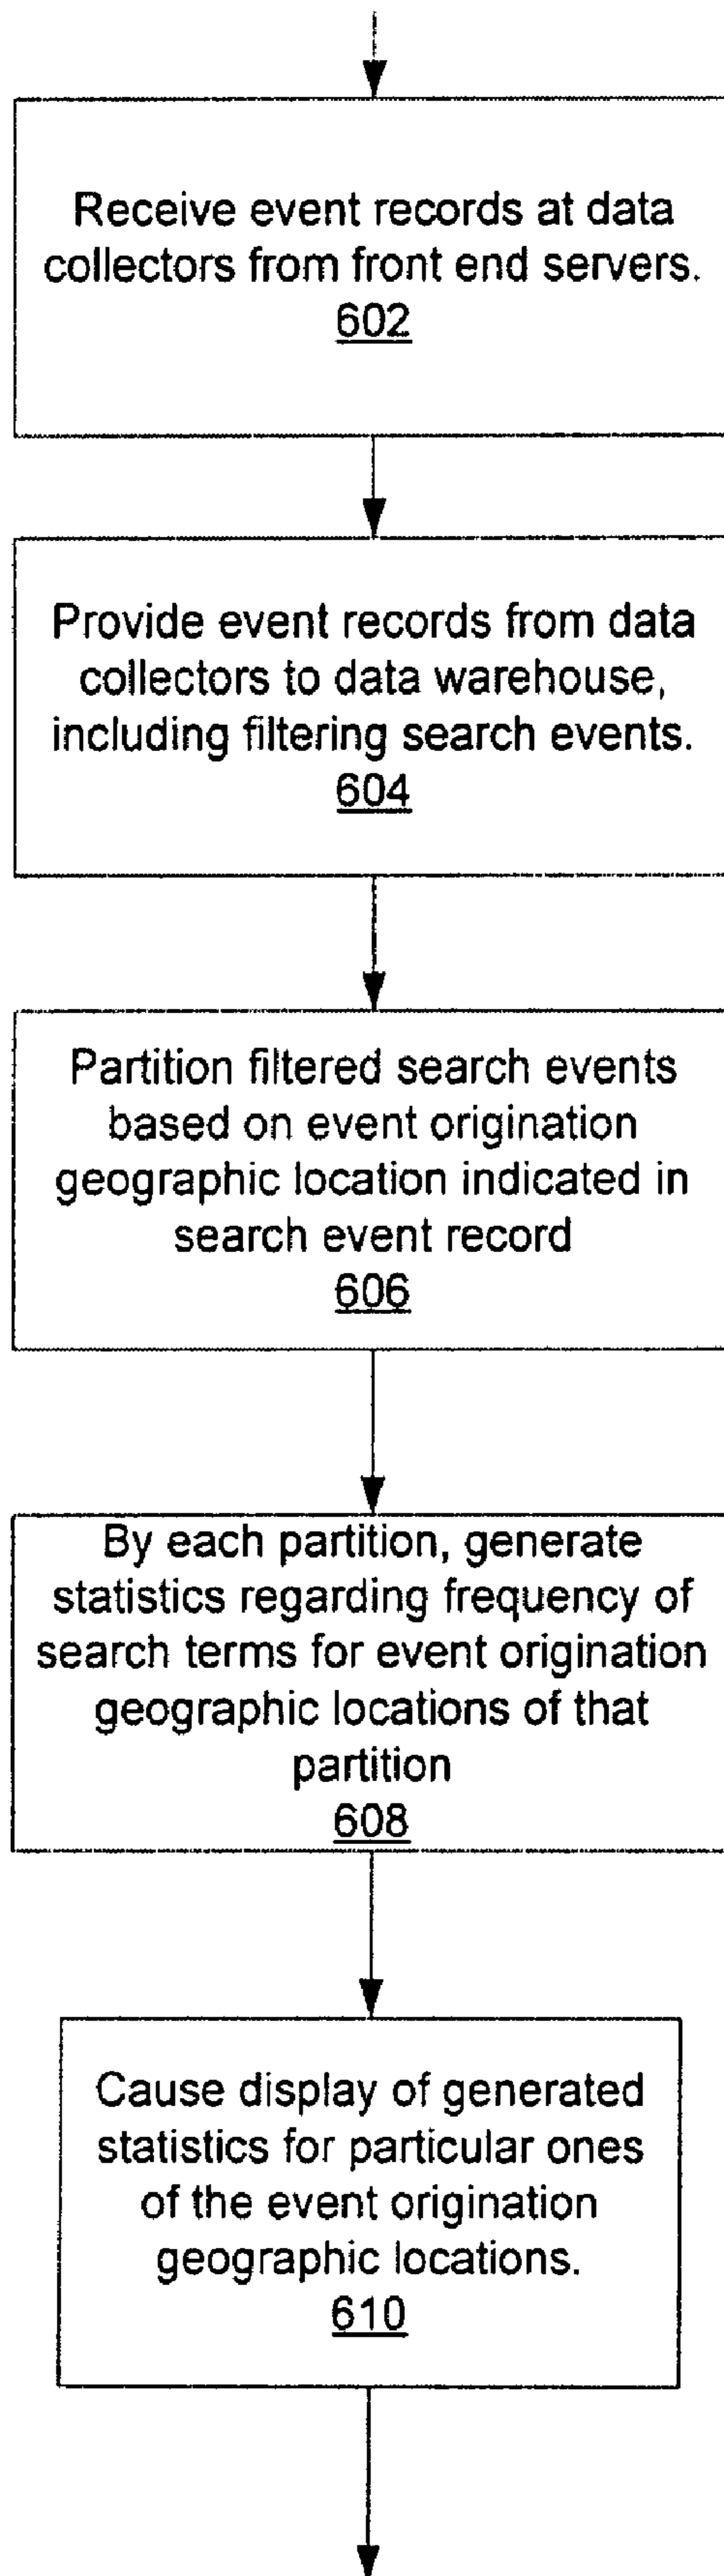 Receive event records at data
collectors from front end servers.
602
Provide event records from data
collectors to data warehouse,
including filtering search events.
604
Partition filtered search events
based on event origination
geographic location indicated in
search event record
606
By each partition, generate
statistics regarding frequency of
search terms for event origination
geographic locations of that
partition
608
Cause display of generated
statistics for particular ones
of the event origination
geographic locations.
610